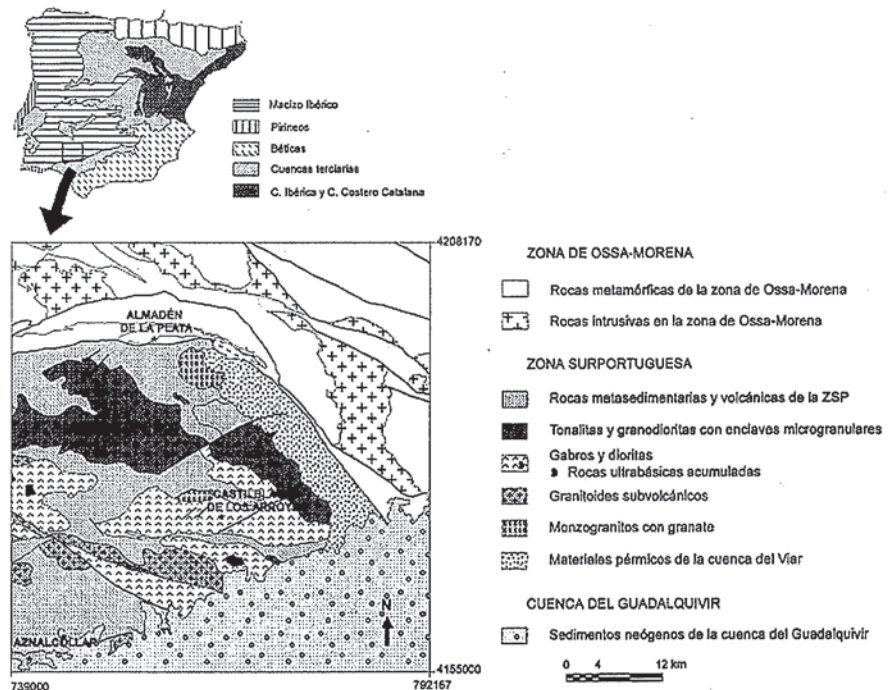 Macizo Ibérico
Pirineos
Béticas
Cuencas terciarias
C. Ibérica y C. Costero Catalana
4208170
ALMADÉN
DE LA PLATA
CASTILBLANCO
DE LOS ARROYOS
AZNALCOLLAR
N
4155000
739000
792167
ZONA DE OSSA-MORENA
Rocas metamórficas de la zona de Ossa-Morena
Rocas intrusivas en la zona de Ossa-Morena
ZONA SURPORTUGUESA
Rocas metasedimentarias y volcánicas de la ZSP
Tonalitas y granodioritas con enclaves microgranulares
Gabros y dioritas
Rocas ultrabásicas acumuladas
Granitoides subvolcánicos
Monzogranitos con granate
Materiales pérmicos de la cuenca del Viar
CUENCA DEL GUADALQUIVIR
Sedimentos neógenos de la cuenca del Guadalquivir
0 4 12 km